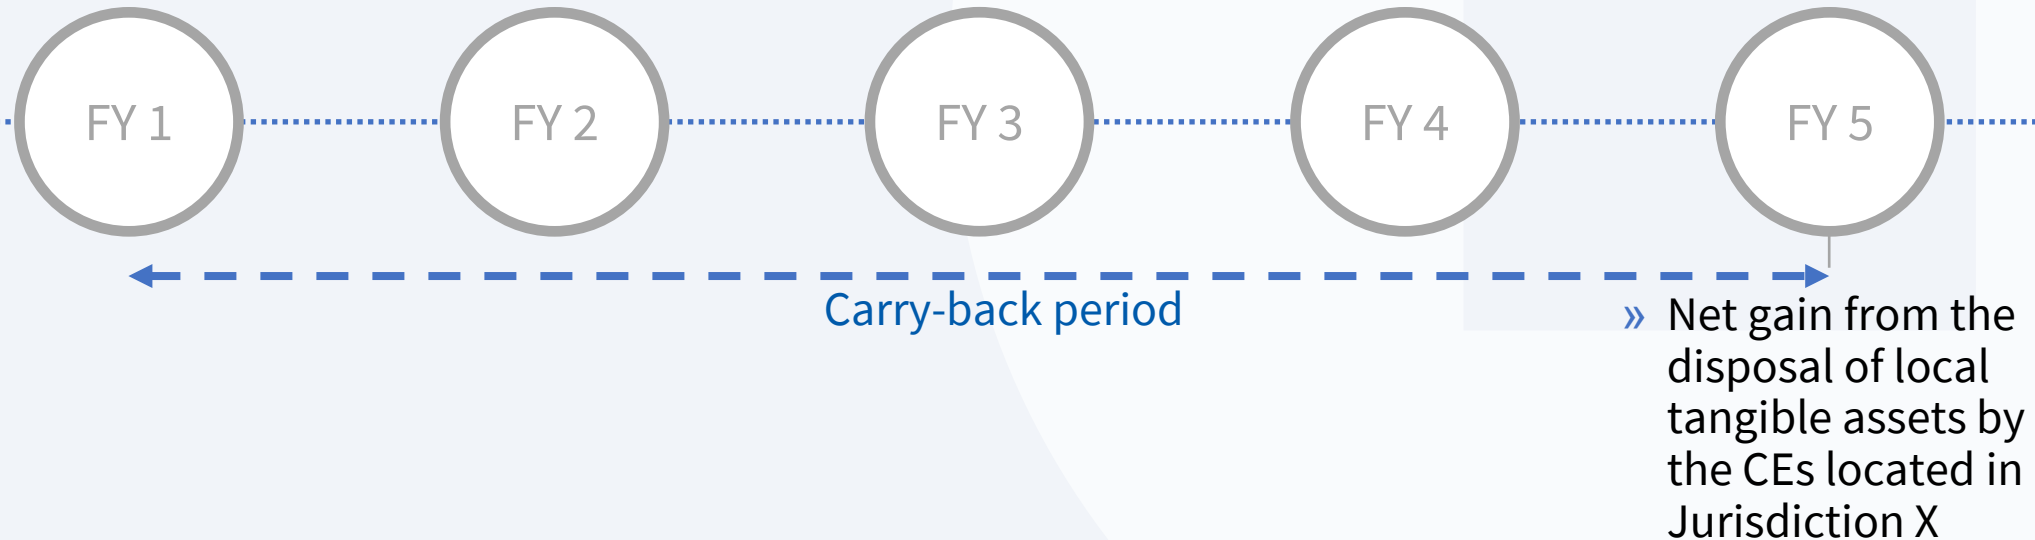 FY 1
FY 2
FY 3
FY 4
FY 5
Carry-back period
» Net gain from the
disposal of local
tangible assets by
the CEs located in
Jurisdiction X